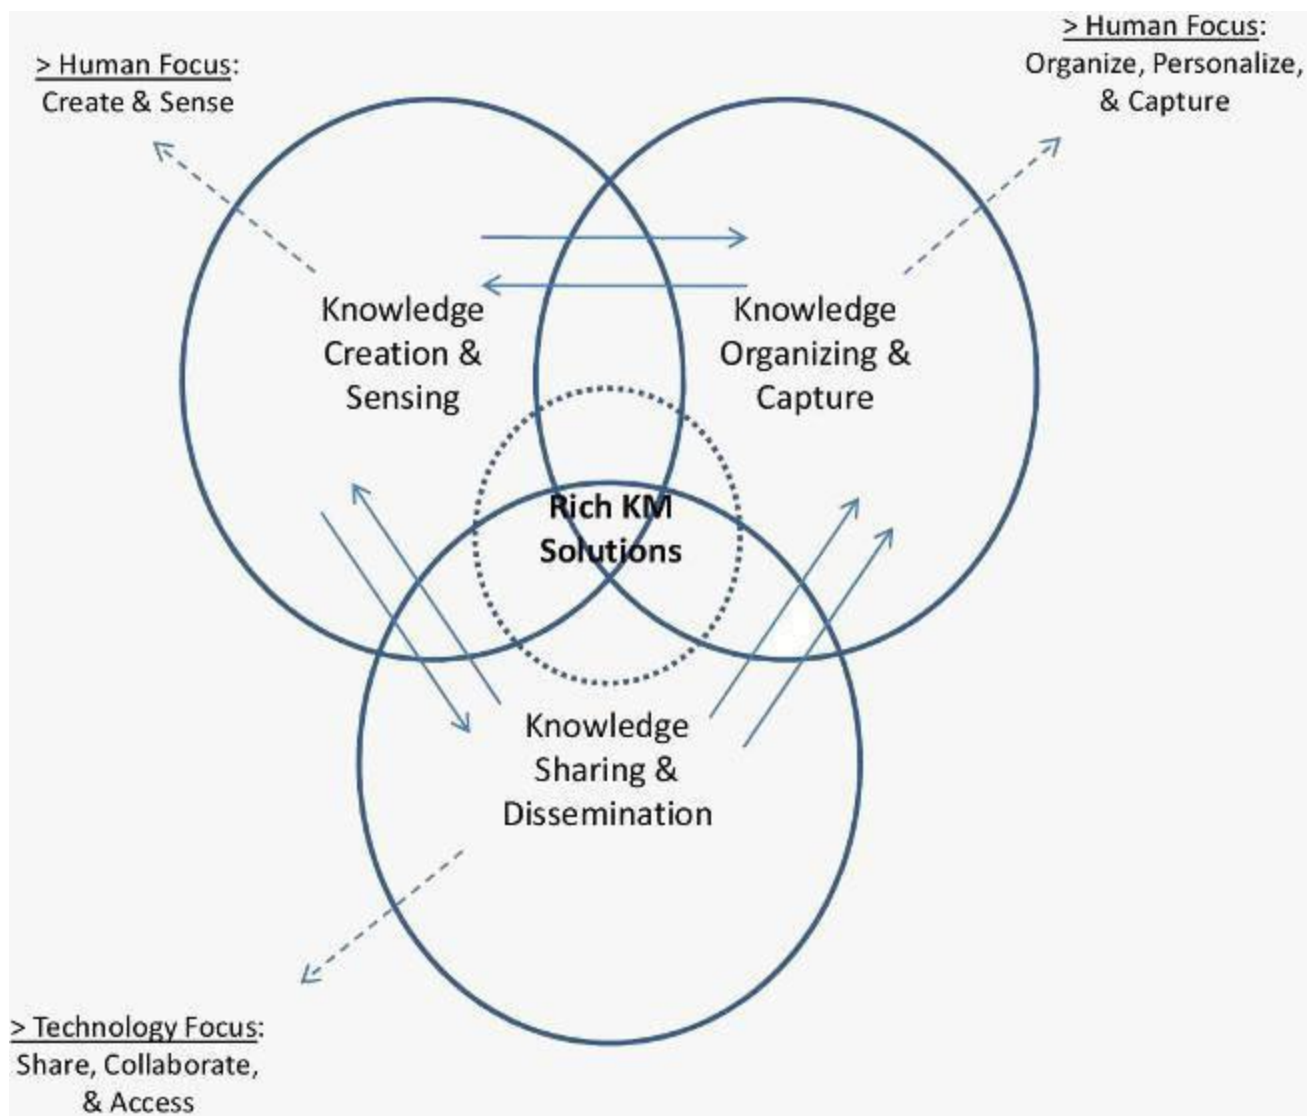 > Human Focus:
Create & Sense
> Human Focus:
Organize, Personalize,
& Capture
Knowledge
Creation &
Sensing
Knowledge
Organizing &
Capture
Rich KM
Solutions
Knowledge
Sharing &
Dissemination
> Technology Focus:
Share, Collaborate,
& Access